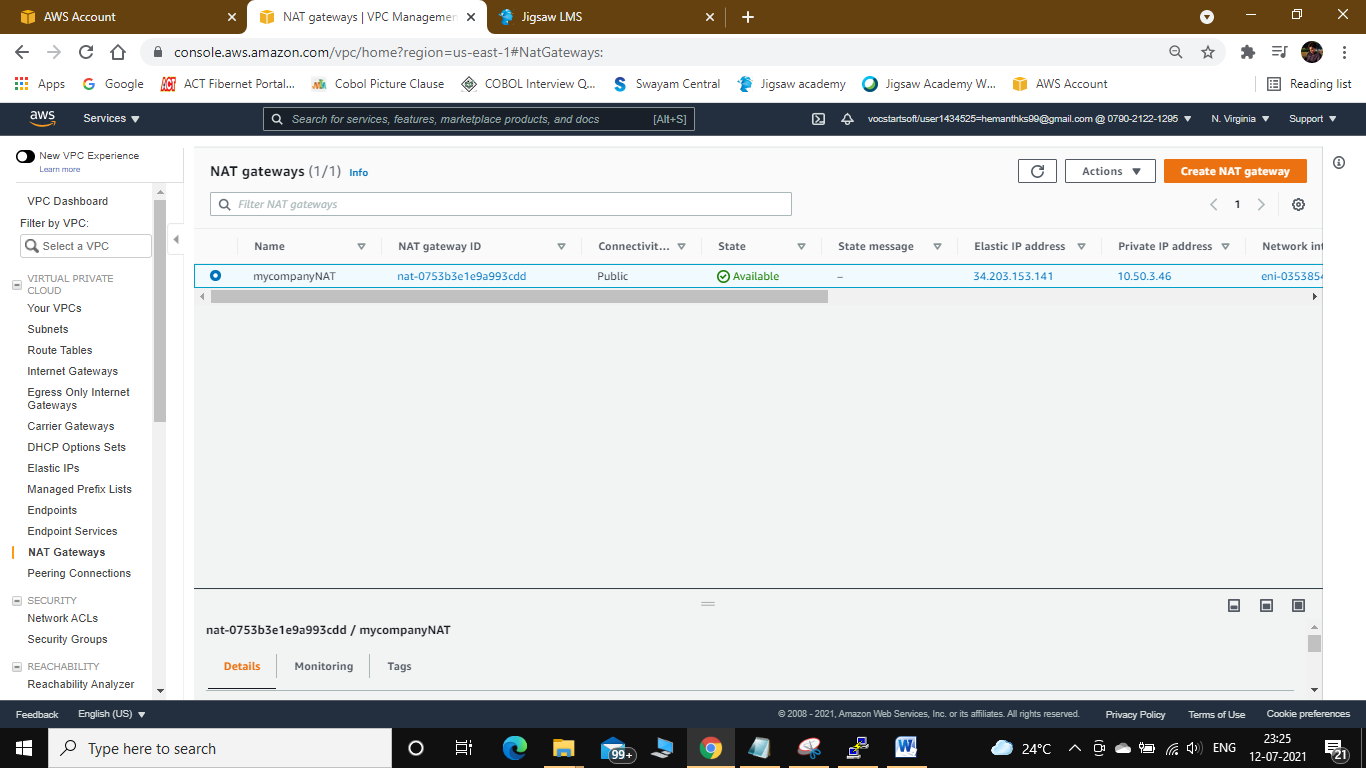 AWS Account
NAT gateways | VPC Managemen
Jigsaw LMS
console.aws.amazon.com/vpc/home?region=us-east-1#NatGateways:
Apps
Google
ACT Fibernet Portal...
Cobol Picture Clause
COBOL Interview Q...
Swayam Central
Jigsaw academy
Jigsaw Academy W...
AWS Account
Reading list
aws
Services
Search for services, features, marketplace products, and docs
[Alt+S]
vocstartsoft/user1434525=hemanthks99@gmail.com @ 0790-2122-1295
N. Virginia
Support
New VPC Experience
Learn more
VPC Dashboard
Filter by VPC:
Select a VPC
VIRTUAL PRIVATE
CLOUD
Your VPCs
Subnets
Route Tables
Internet Gateways
Egress Only Internet
Gateways
Carrier Gateways
DHCP Options Sets
Elastic IPs
Managed Prefix Lists
Endpoints
Endpoint Services
NAT Gateways
Peering Connections
SECURITY
Network ACLs
Security Groups
REACHABILITY
Reachability Analyzer
NAT gateways (1/1) Info
Actions
Create NAT gateway
Filter NAT gateways
1
Name
NAT gateway ID
Connectivit...
State
State message
Elastic IP address
Private IP address
Network int
mycompanyNAT
nat-0753b3e1e9a993cdd
Public
Available
–
34.203.153.141
10.50.3.46
eni-0353854
nat-0753b3e1e9a993cdd / mycompanyNAT
Details
Monitoring
Tags
Feedback
English (US)
© 2008 - 2021, Amazon Web Services, Inc. or its affiliates. All rights reserved.
Privacy Policy
Terms of Use
Cookie preferences
Type here to search
99+
24°C
ENG
23:25
12-07-2021
21